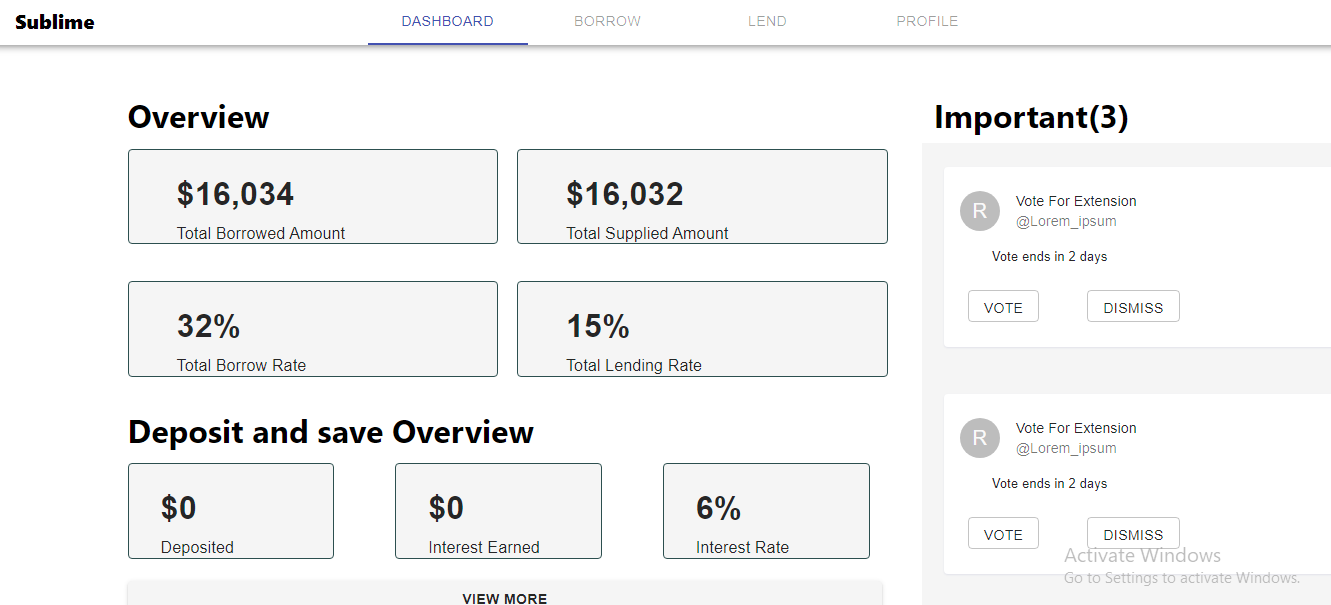 Sublime
DASHBOARD BORROW LEND PROFILE
Overview
$16,034
Total Borrowed Amount
$16,032
Total Supplied Amount
32%
Total Borrow Rate
15%
Total Lending Rate
Deposit and save Overview
$0
Deposited
$0
Interest Earned
6%
Interest Rate
VIEW MORE
Important(3)
R
Vote For Extension
@Lorem_ipsum
Vote ends in 2 days
VOTE DISMISS
R
Vote For Extension
@Lorem_ipsum
Vote ends in 2 days
VOTE DISMISS
Activate Windows
Go to Settings to activate Windows.